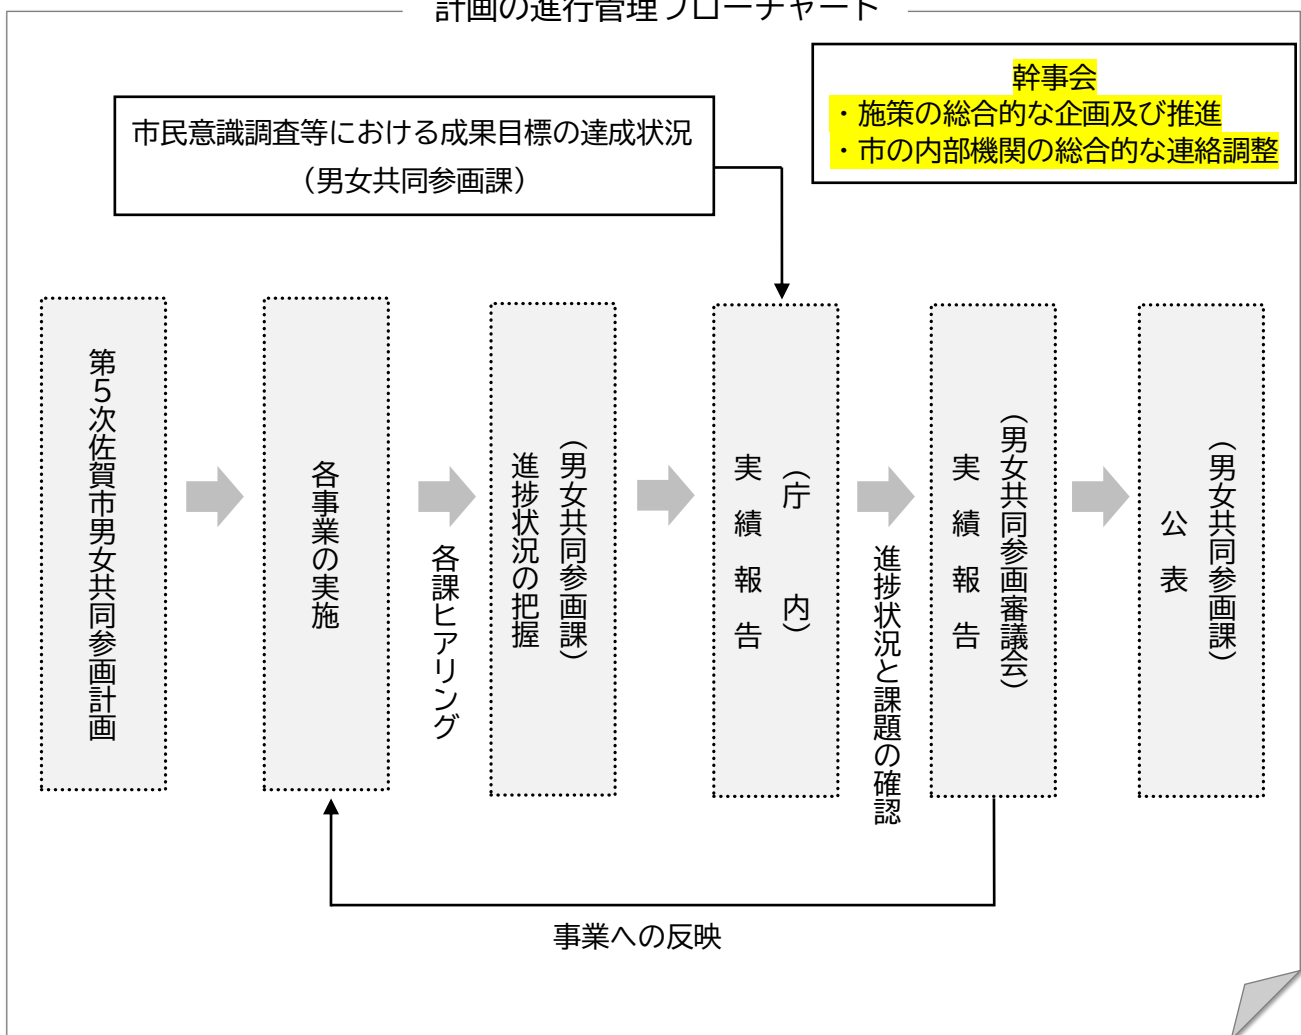 計画の進行管理フローチャート
幹事会
・施策の総合的な企画及び推進
・市の内部機関の総合的な連絡調整
市民意識調査等における成果目標の達成状況
（男女共同参画課）
第５次佐賀市男女共同参画計画
各事業の実施
各課ヒアリング
（男女共同参画課）
進捗状況の把握
（庁　　内）
実　績　報　告
進捗状況と課題の確認
（男女共同参画審議会）
実　績　報　告
（男女共同参画課）
公　表
事業への反映